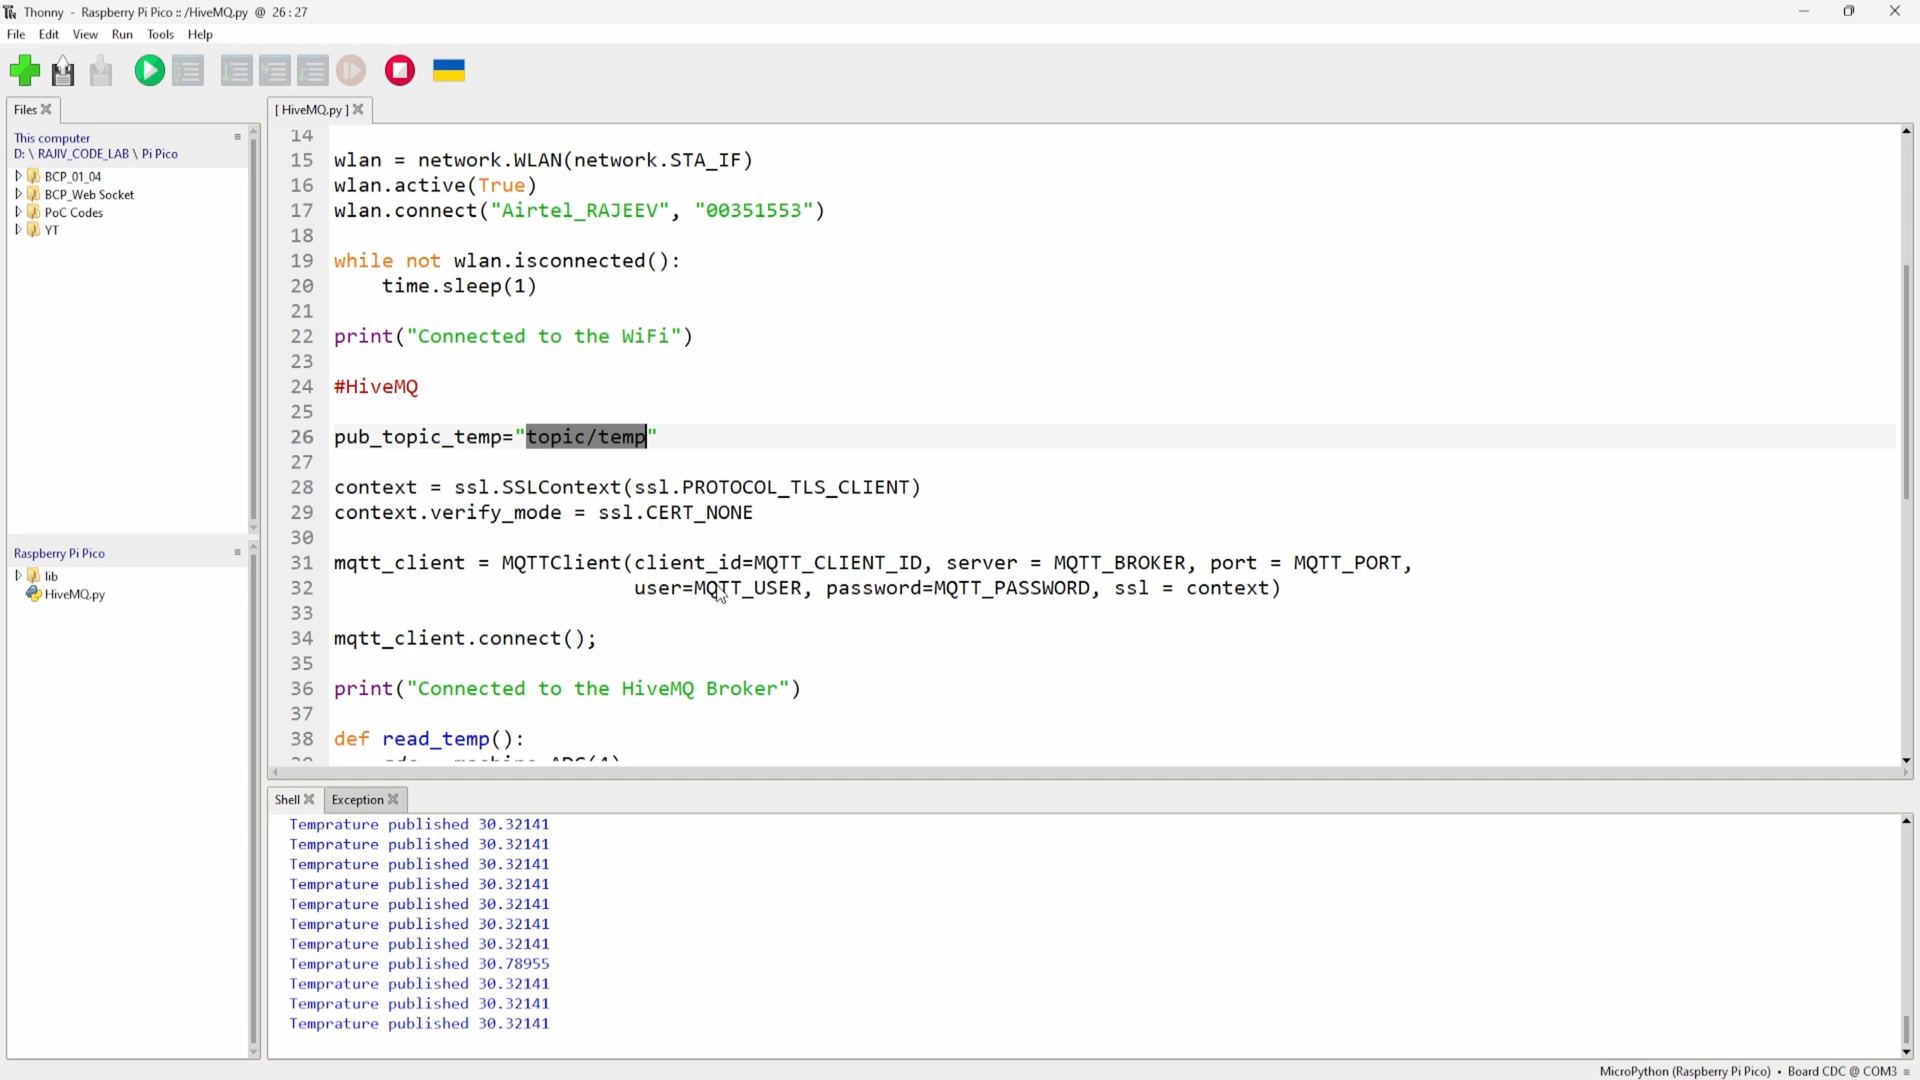 Thonny - Raspberry Pi Pico :: /HiveMQ.py @ 26 : 27
File Edit View Run Tools Help
Files
This computer
D: \ RAJIV_CODE_LAB \ Pi Pico
BCP_01_04
BCP_Web Socket
PoC Codes
YT
Raspberry Pi Pico
lib
HiveMQ.py
[ HiveMQ.py ]
14
15 wlan = network.WLAN(network.STA_IF)
16 wlan.active(True)
17 wlan.connect("Airtel_RAJEEV", "00351553")
18
19 while not wlan.isconnected():
20     time.sleep(1)
21
22 print("Connected to the WiFi")
23
24 #HiveMQ
25
26 pub_topic_temp="topic/temp"
27
28 context = ssl.SSLContext(ssl.PROTOCOL_TLS_CLIENT)
29 context.verify_mode = ssl.CERT_NONE
30
31 mqtt_client = MQTTClient(client_id=MQTT_CLIENT_ID, server = MQTT_BROKER, port = MQTT_PORT,
32                          user=MQTT_USER, password=MQTT_PASSWORD, ssl = context)
33
34 mqtt_client.connect();
35
36 print("Connected to the HiveMQ Broker")
37
38 def read_temp():
Shell Exception
Temprature published 30.32141
Temprature published 30.32141
Temprature published 30.32141
Temprature published 30.32141
Temprature published 30.32141
Temprature published 30.32141
Temprature published 30.32141
Temprature published 30.78955
Temprature published 30.32141
Temprature published 30.32141
Temprature published 30.32141
MicroPython (Raspberry Pi Pico) • Board CDC @ COM3